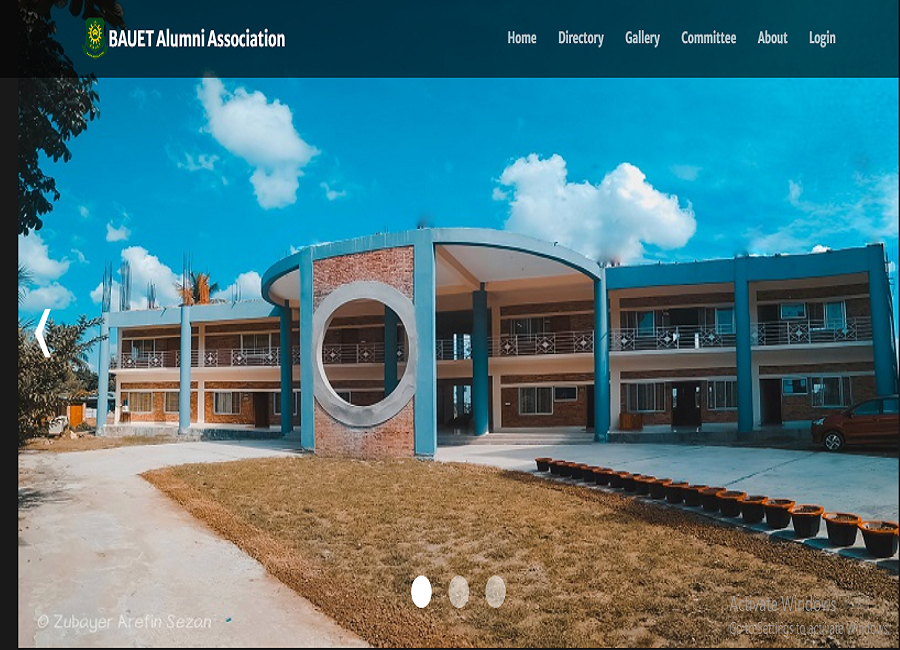 BAUET Alumni Association
Home Directory Gallery Committee About Login
© Zubayer Arefin Sezan
Activate Windows
Go to Settings to activate Windows.